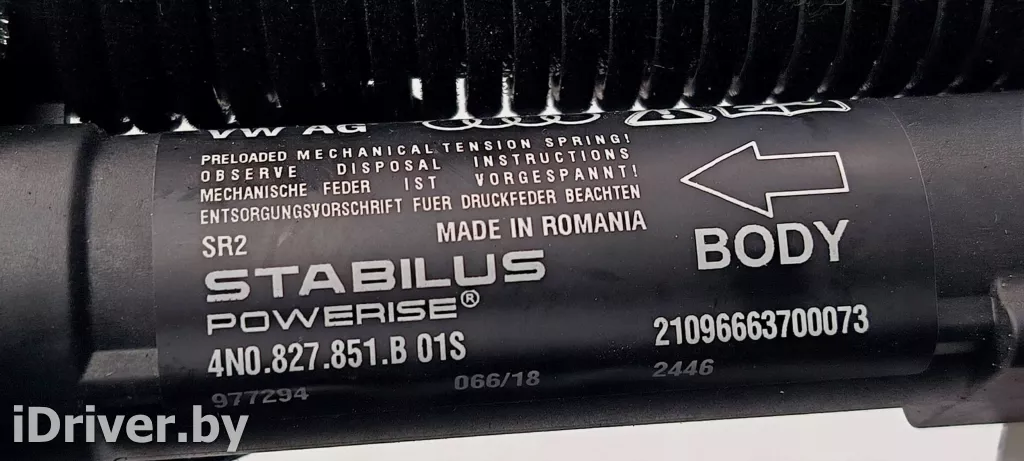 VW AG
PRELOADED MECHANICAL TENSION SPRING!
OBSERVE DISPOSAL INSTRUCTIONS
MECHANISCHE FEDER IST VORGESPANNT!
ENTSORGUNGSVORSCHRIFT FUER DRUCKFEDER BEACHTEN
SR2 MADE IN ROMANIA
STABILUS
POWERISE®
4N0.827.851.B 01S
977294 066/18
BODY
21096663700073
2446
iDriver.by